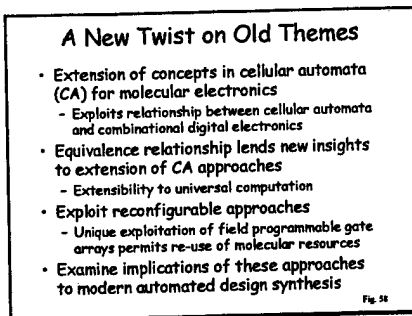 A New Twist on Old Themes
• Extension of concepts in cellular automata
(CA) for molecular electronics
- Exploits relationship between cellular automata
and combinational digital electronics
• Equivalence relationship lends new insights
to extension of CA approaches
- Extensibility to universal computation
• Exploit reconfigurable approaches
- Unique exploitation of field programmable gate
arrays permits re-use of molecular resources
• Examine implications of these approaches
to modern automated design synthesis
Fig. 58